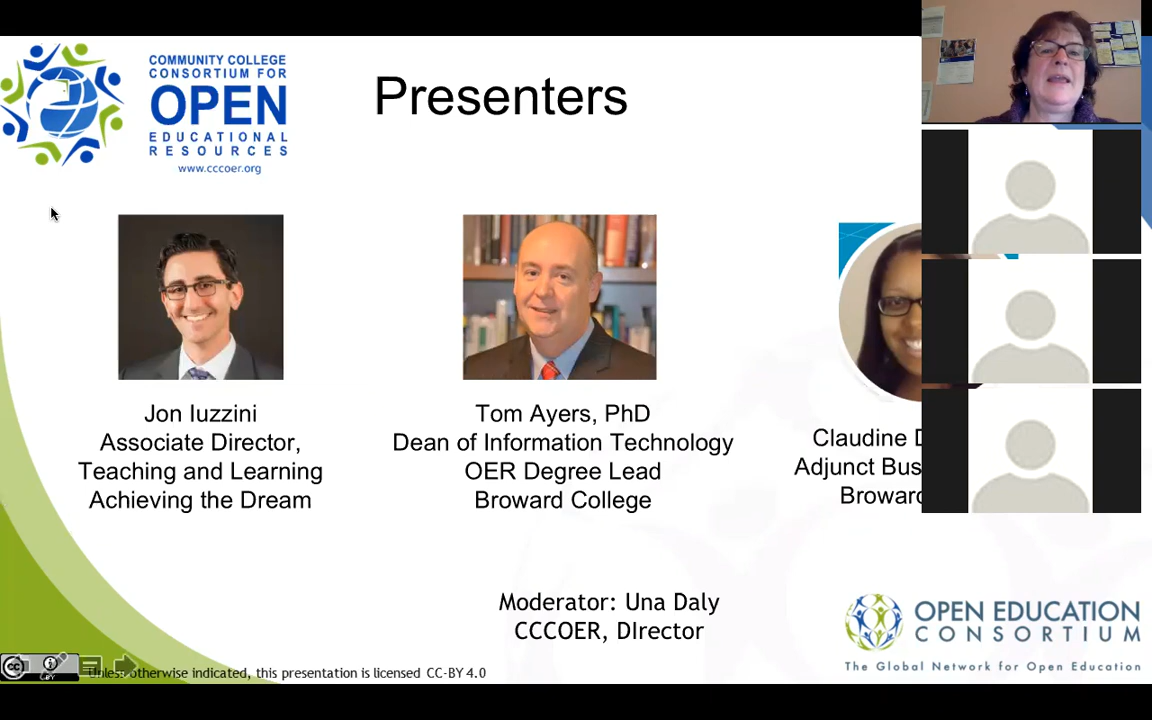 COMMUNITY COLLEGE
CONSORTIUM FOR
OPEN
EDUCATIONAL
RESOURCES
www.cccoer.org
Presenters
Jon Iuzzini
Associate Director,
Teaching and Learning
Achieving the Dream
Tom Ayers, PhD
Dean of Information Technology
OER Degree Lead
Broward College
Claudine
Adjunct
Moderator: Una Daly
CCCOER, DIrector
OPEN EDUCATION
CONSORTIUM
The Global Network for Open Education
cc
BY
Unless otherwise indicated, this presentation is licensed CC-BY 4.0